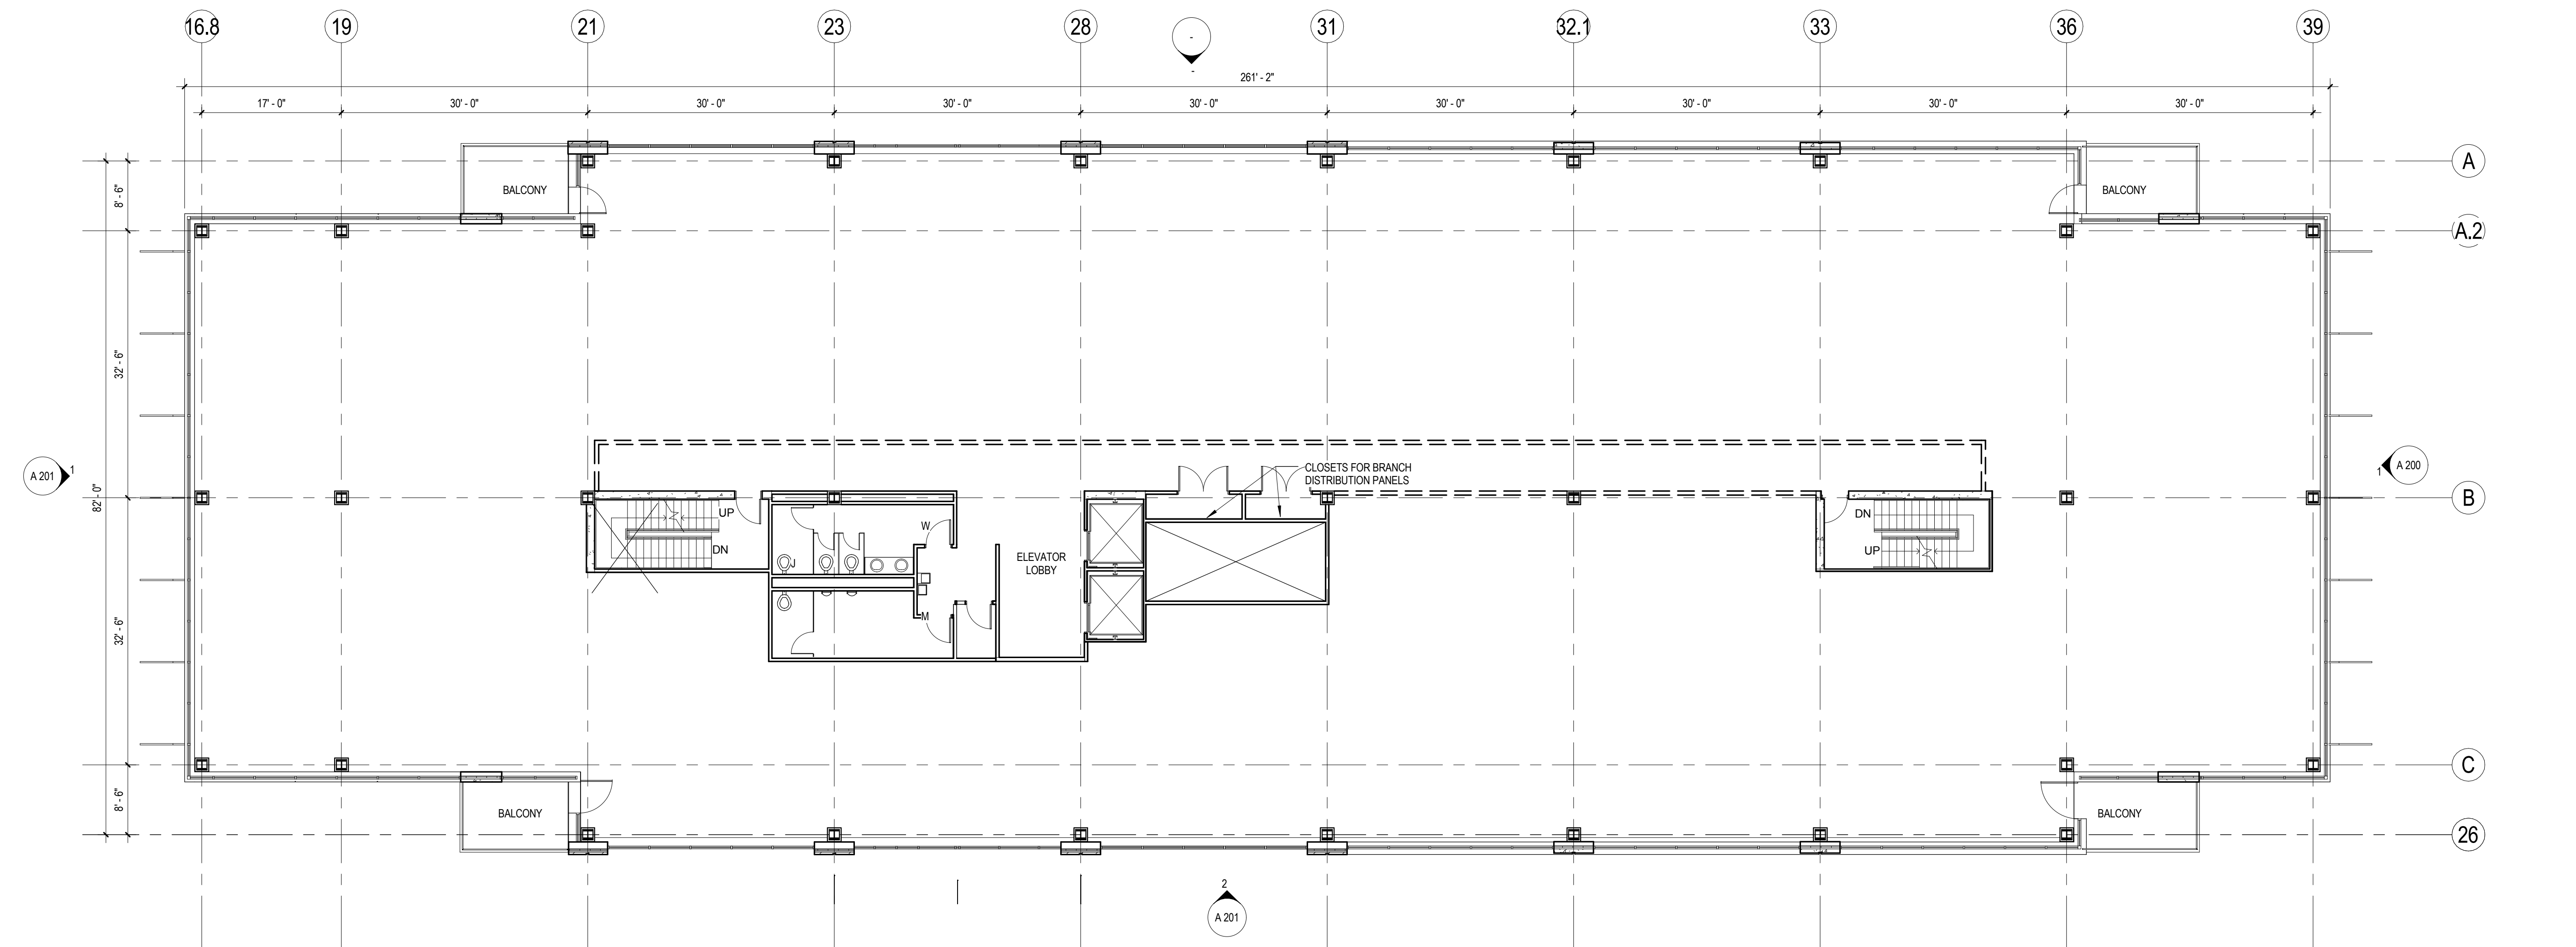 16.8 19 21 23 28 - 31 32.1 33 36 39
-
261' - 2"
17' - 0" 30' - 0" 30' - 0" 30' - 0" 30' - 0" 30' - 0" 30' - 0" 30' - 0" 30' - 0"
A
BALCONY
BALCONY
8' - 6"
A.2
32' - 6"
CLOSETS FOR BRANCH
DISTRIBUTION PANELS
A 201
1
1
A 200
82' - 0"
B
UP
DN
DN
UP
W
J
M
ELEVATOR
LOBBY
32' - 6"
C
8' - 6"
BALCONY
BALCONY
26
2
A 201